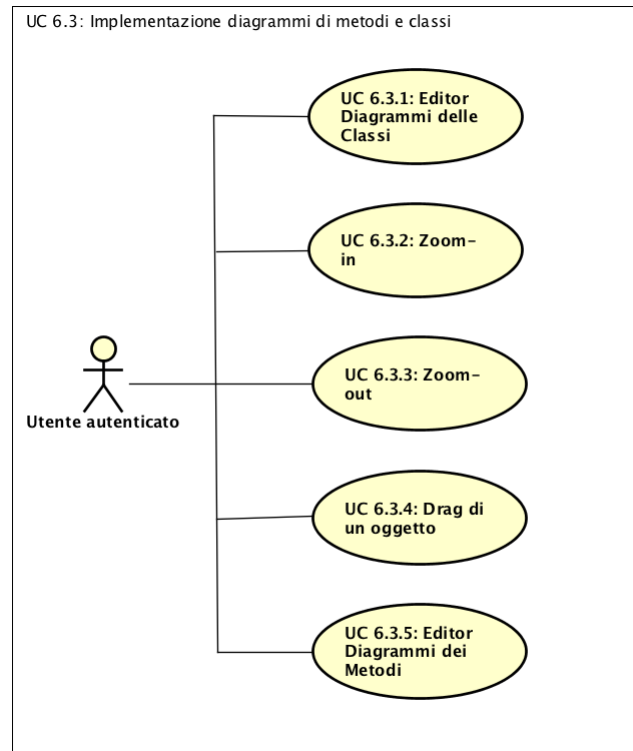 UC 6.3: Implementazione diagrammi di metodi e classi
UC 6.3.1: Editor
Diagrammi delle
Classi
UC 6.3.2: Zoom-
in
UC 6.3.3: Zoom-
out
Utente autenticato
UC 6.3.4: Drag di
un oggetto
UC 6.3.5: Editor
Diagrammi dei
Metodi